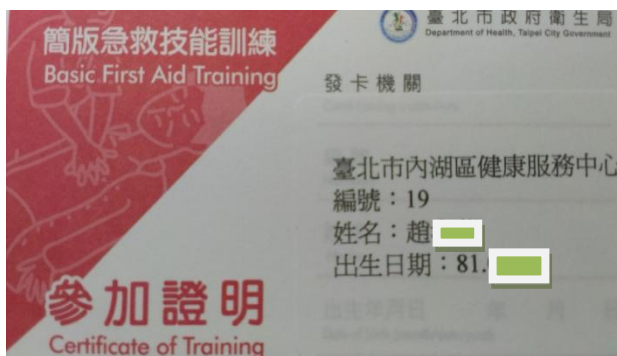 簡版急救技能訓練
Basic First Aid Training
臺北市政府衛生局
Department of Health, Taipei City Government
發卡機關
臺北市內湖區健康服務中心
編號：19
姓名：趙
出生日期：81.
出生年月日 年 月 日
參加證明
Certificate of Training